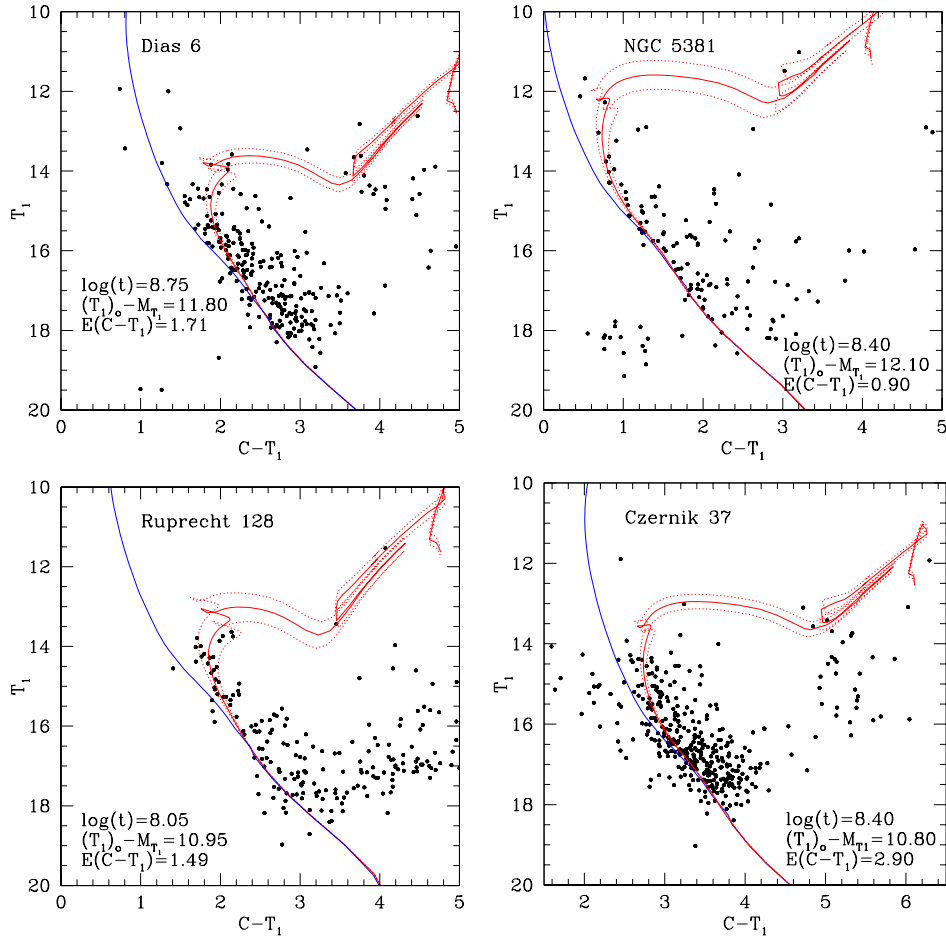 10
12
14
16
18
20
T₁
Dias 6
log(t)=8.75
(T₁)ₒ−M_T₁=11.80
E(C−T₁)=1.71
0 1 2 3 4 5
C−T₁
10
12
14
16
18
20
T₁
NGC 5381
log(t)=8.40
(T₁)ₒ−M_T₁=12.10
E(C−T₁)=0.90
0 1 2 3 4 5
C−T₁
10
12
14
16
18
20
T₁
Ruprecht 128
log(t)=8.05
(T₁)ₒ−M_T₁=10.95
E(C−T₁)=1.49
0 1 2 3 4 5
C−T₁
10
12
14
16
18
20
T₁
Czernik 37
log(t)=8.40
(T₁)ₒ−M_T1=10.80
E(C−T₁)=2.90
2 3 4 5 6
C−T₁